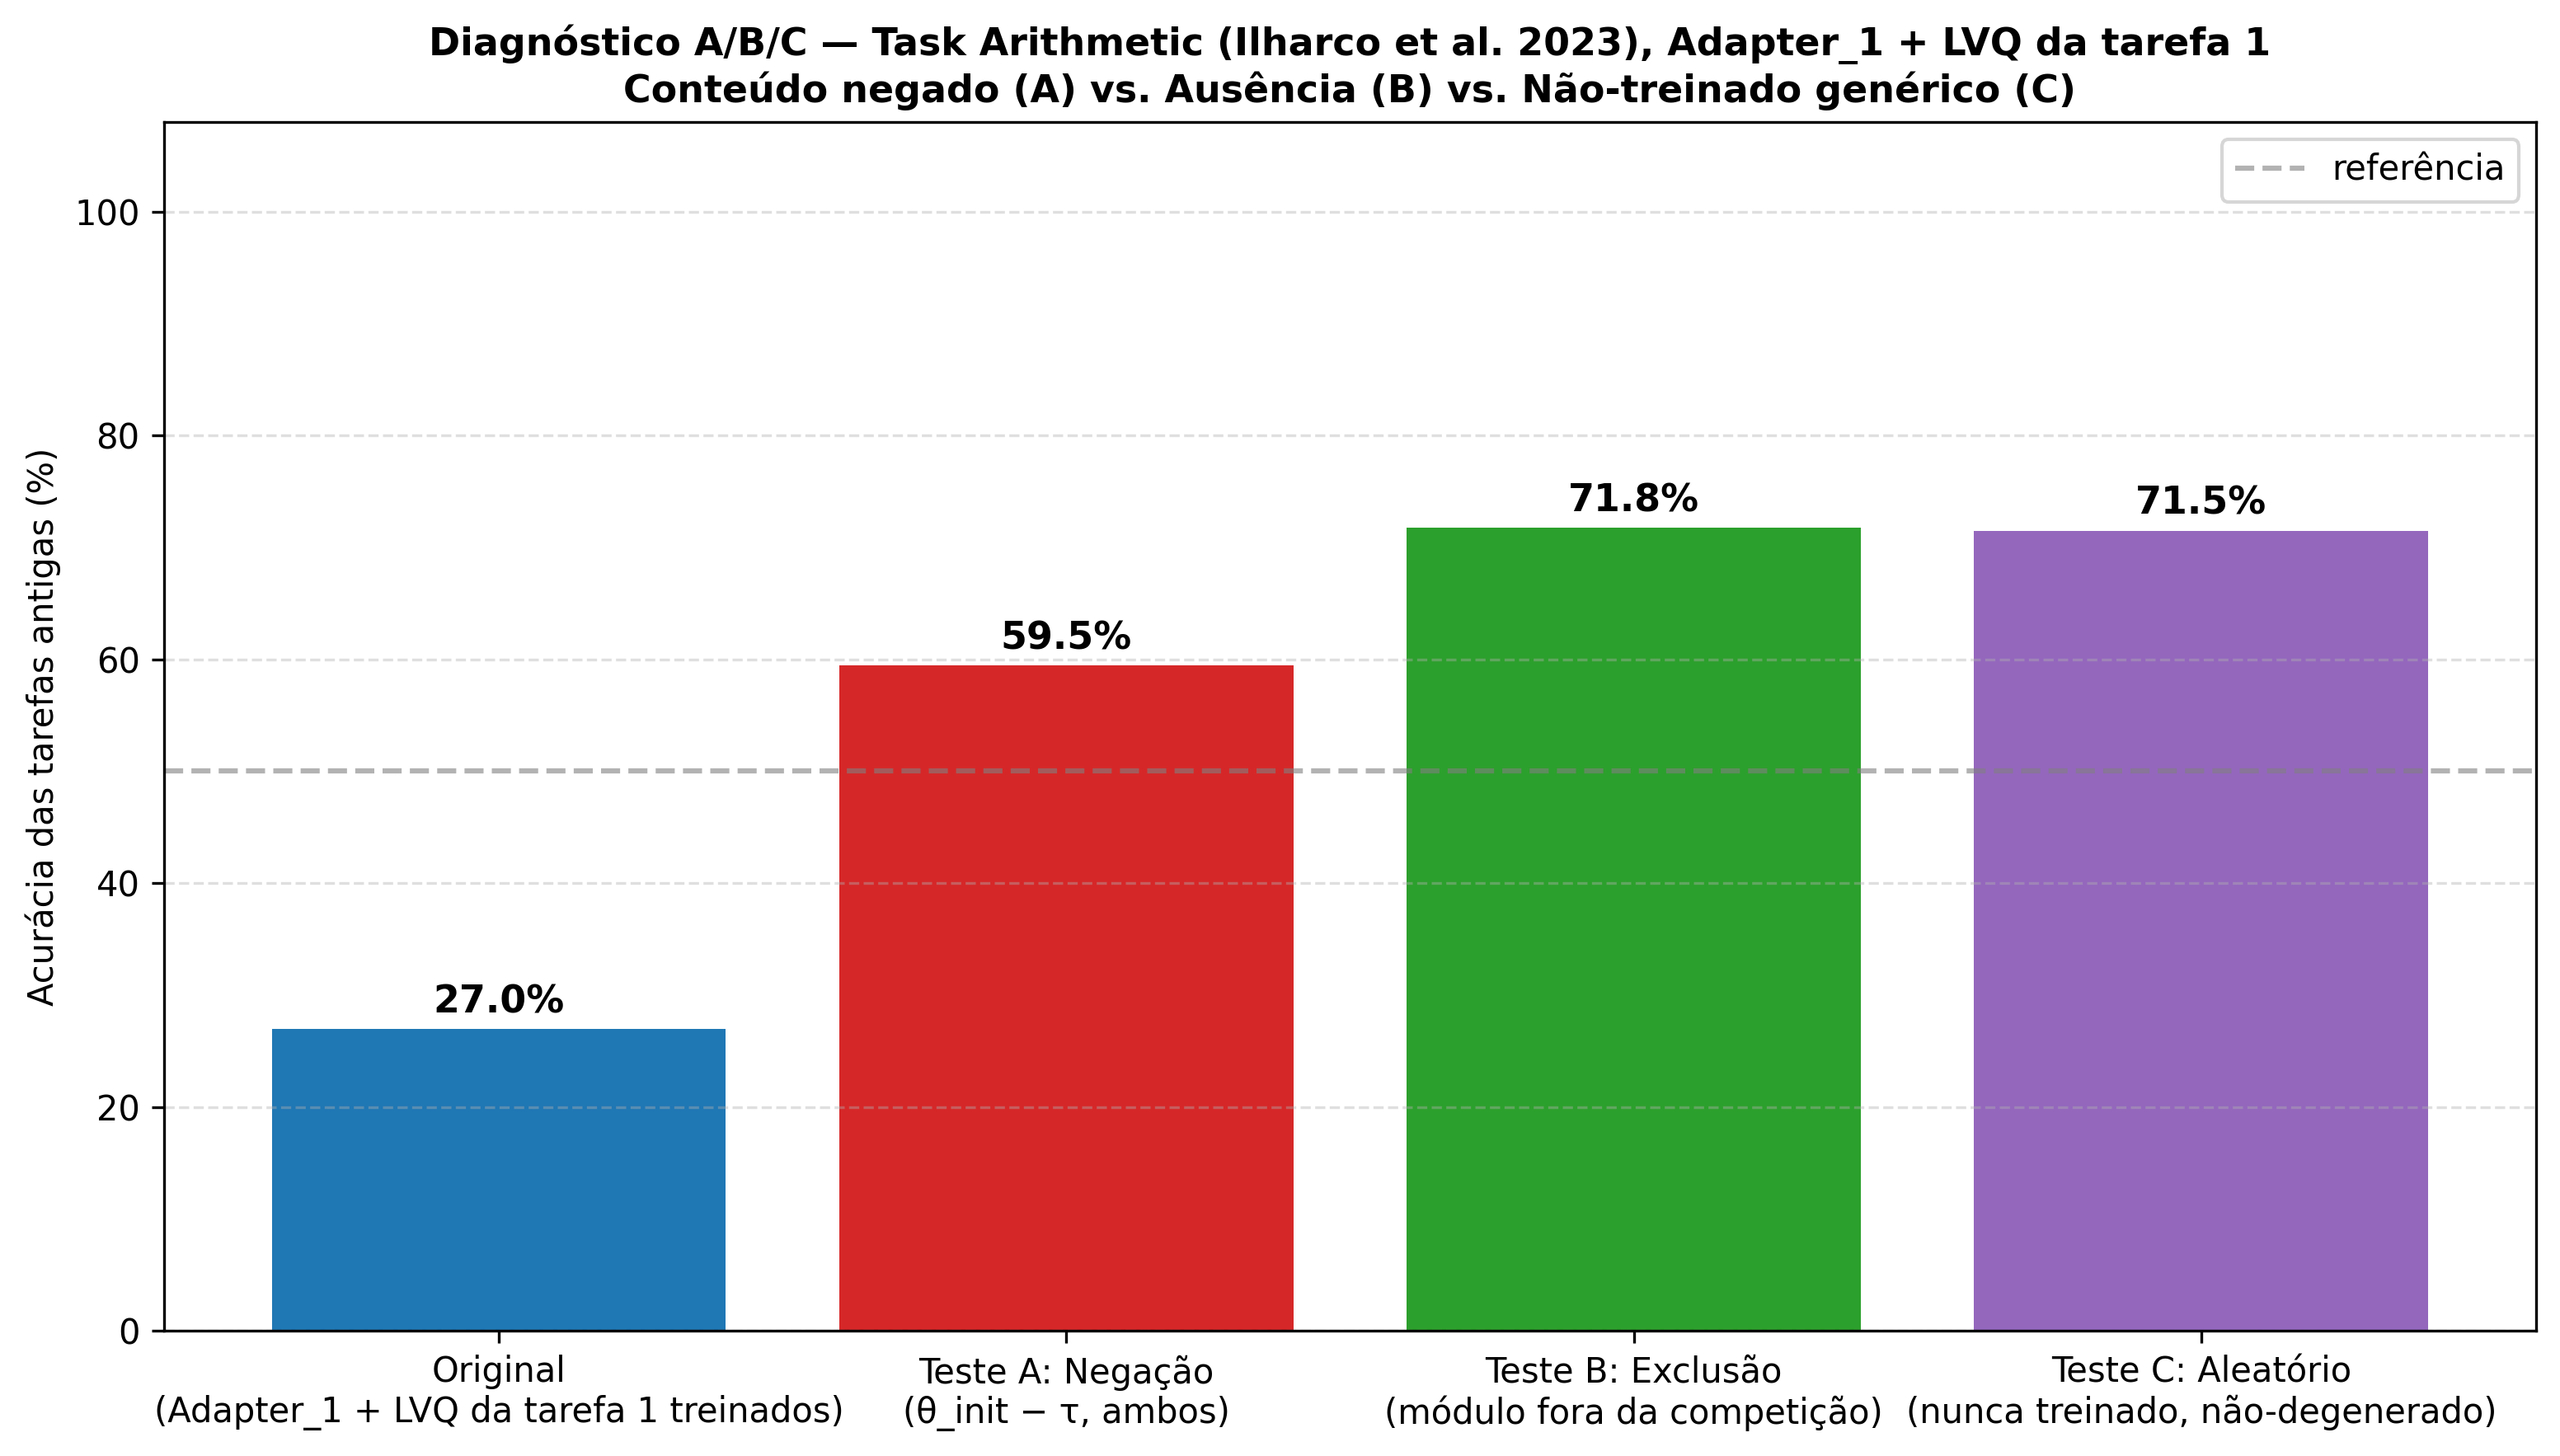 Diagnóstico A/B/C — Task Arithmetic (Ilharco et al. 2023), Adapter_1 + LVQ da tarefa 1
Conteúdo negado (A) vs. Ausência (B) vs. Não-treinado genérico (C)
referência
Acurácia das tarefas antigas (%)
100
80
60
40
20
0
27.0%
59.5%
71.8%
71.5%
Original
(Adapter_1 + LVQ da tarefa 1 treinados)
Teste A: Negação
(θ_init − τ, ambos)
Teste B: Exclusão
(módulo fora da competição)
Teste C: Aleatório
(nunca treinado, não-degenerado)